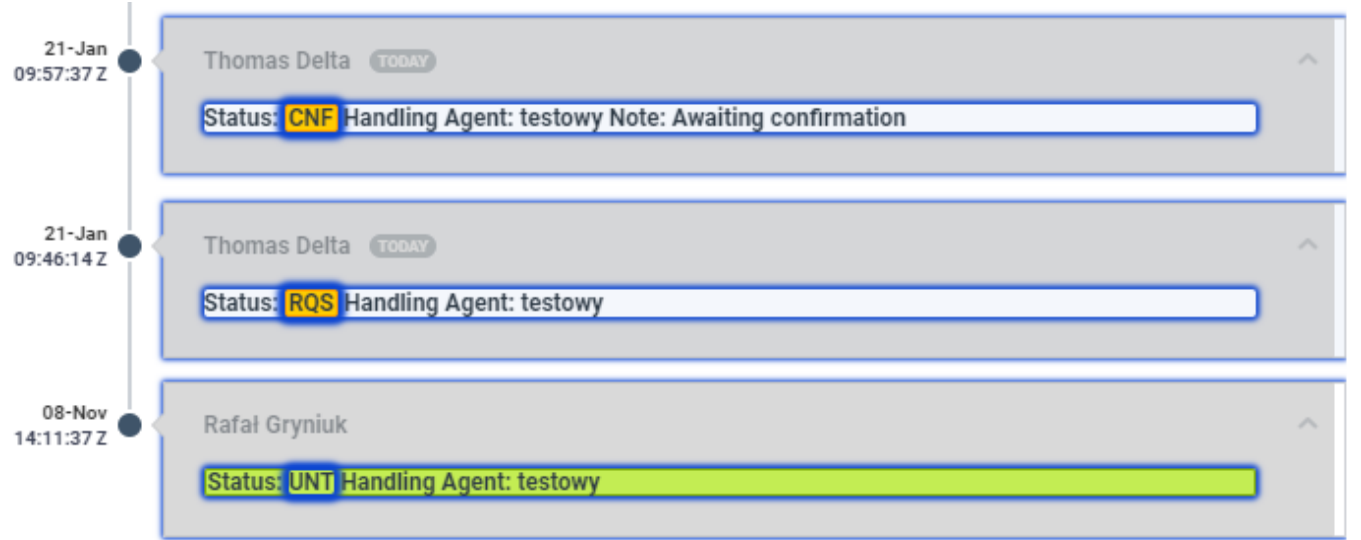 21-Jan
09:57:37 Z
Thomas Delta TODAY
Status: CNF Handling Agent: testowy Note: Awaiting confirmation
21-Jan
09:46:14 Z
Thomas Delta TODAY
Status: RQS Handling Agent: testowy
08-Nov
14:11:37 Z
Rafał Gryniuk
Status: UNT Handling Agent: testowy